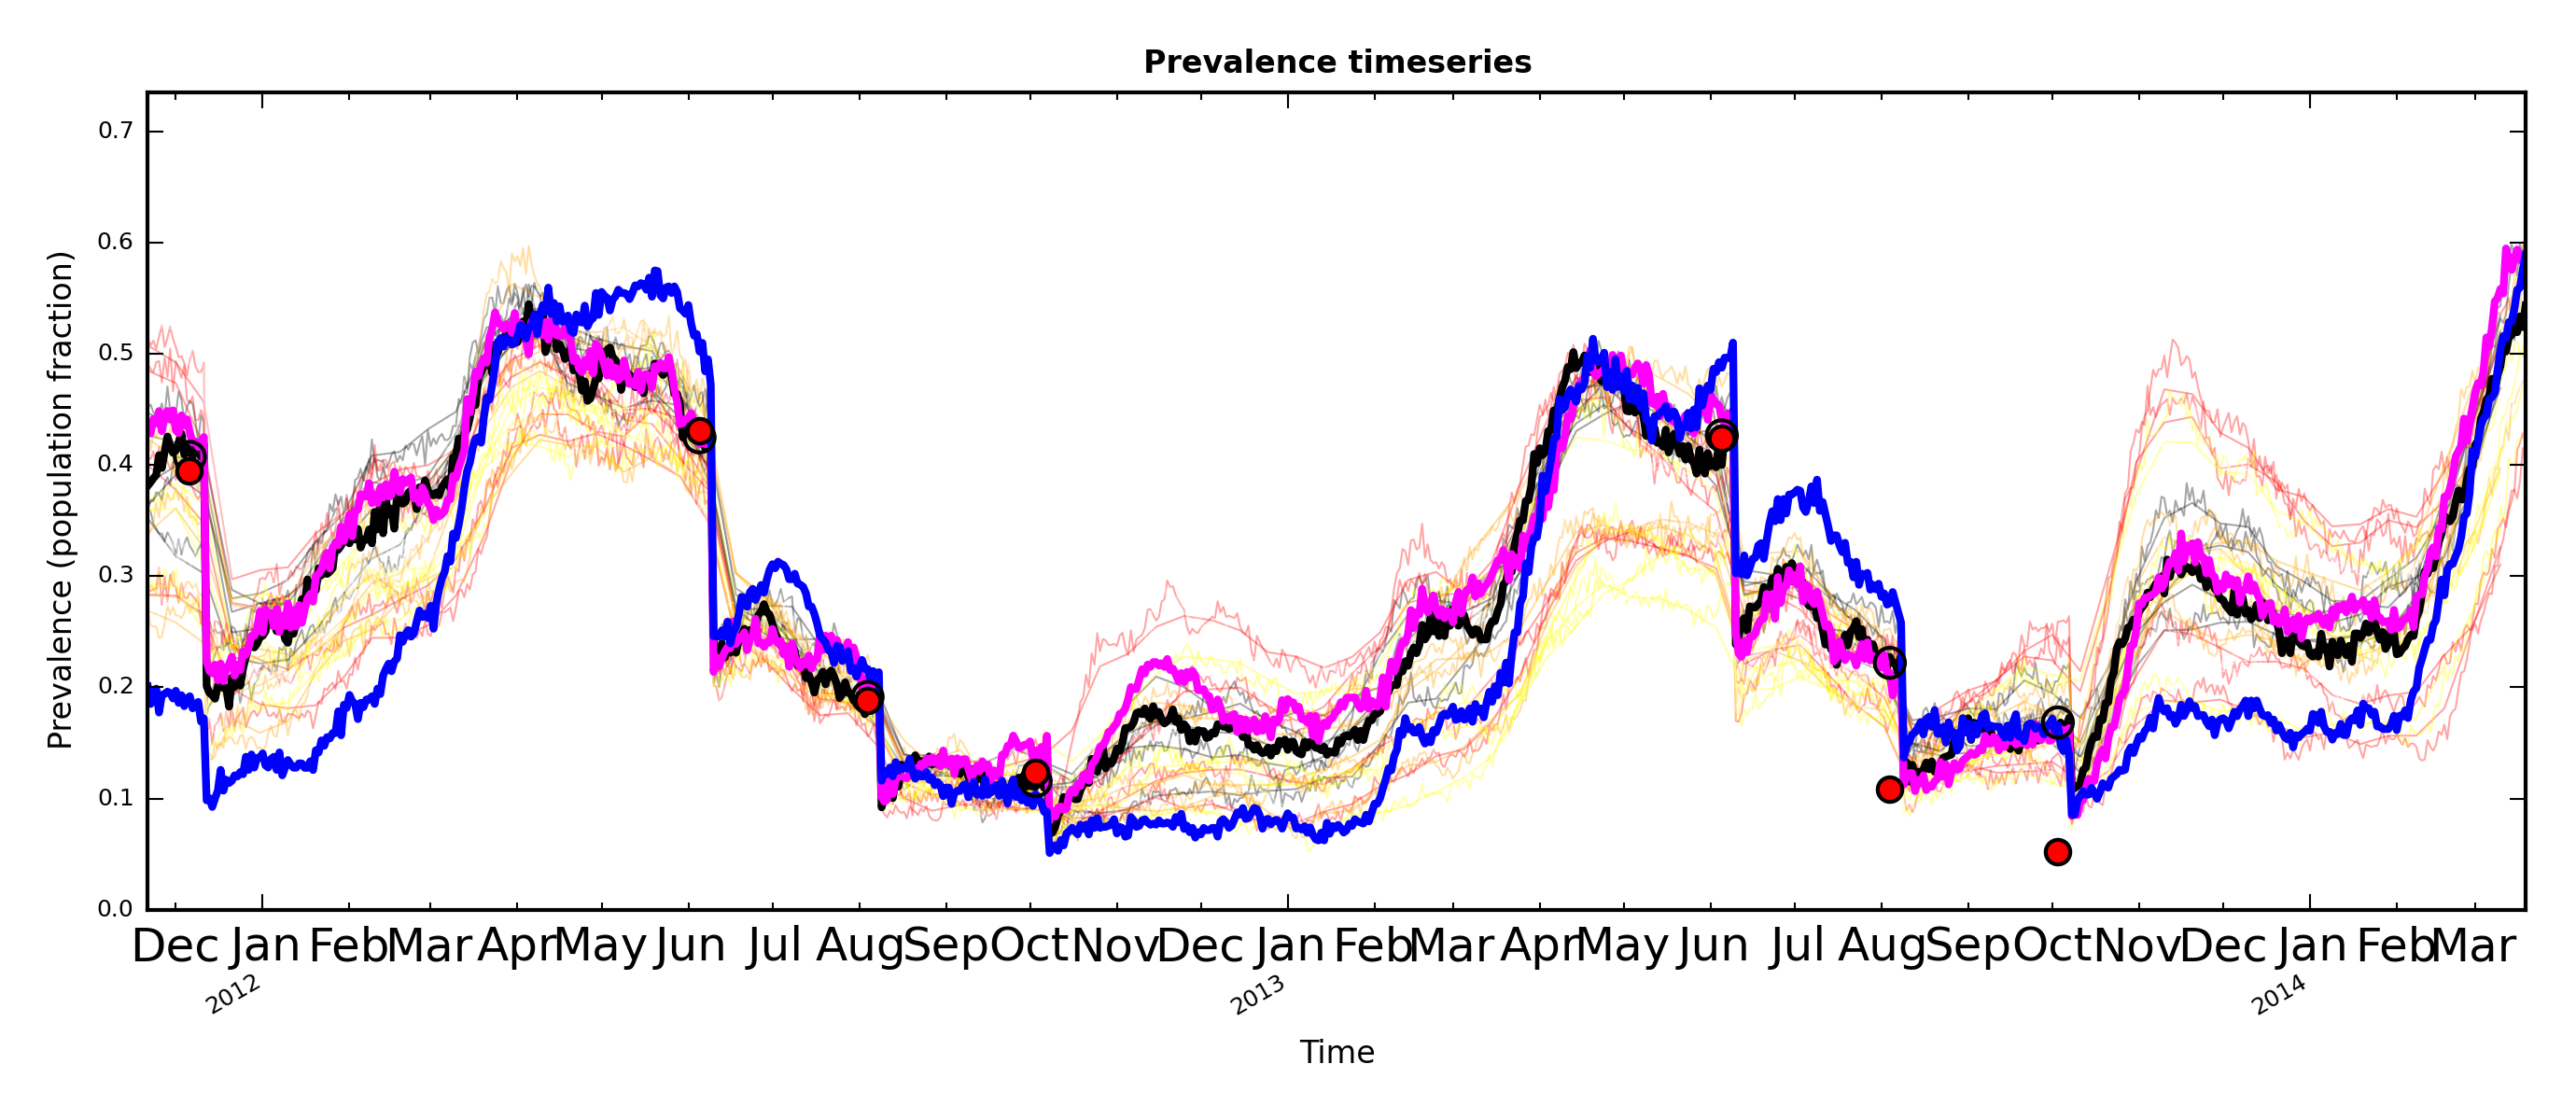 Prevalence timeseries
0.7
0.6
0.5
0.4
0.3
0.2
0.1
0.0
Prevalence (population fraction)
Dec Jan Feb Mar Apr May Jun Jul Aug Sep Oct Nov Dec Jan Feb Mar Apr May Jun Jul Aug Sep Oct Nov Dec Jan Feb Mar
2012 2013 2014
Time